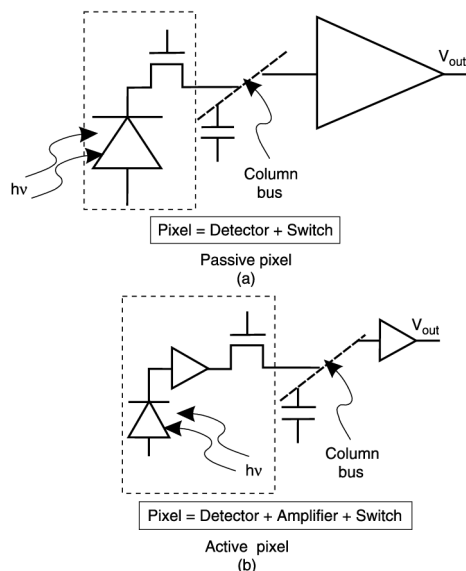 V_out
hν
Column
bus
Pixel = Detector + Switch
Passive pixel
(a)
V_out
hν
Column
bus
Pixel = Detector + Amplifier + Switch
Active pixel
(b)